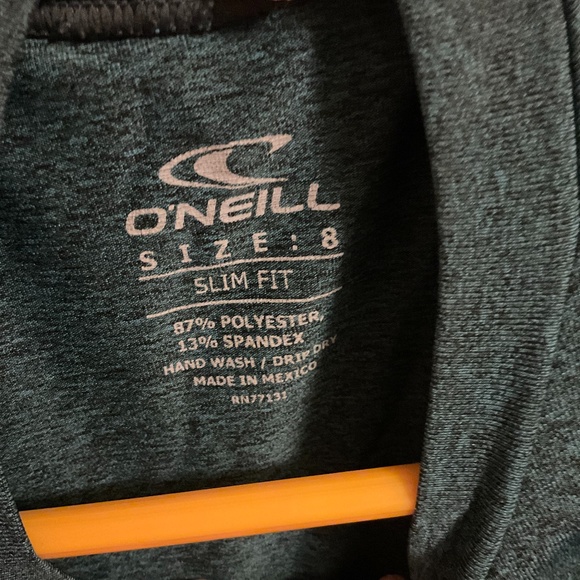 O'NEILL
SIZE: 8
SLIM FIT
87% POLYESTER,
13% SPANDEX
HAND WASH / DRIP DRY
MADE IN MEXICO
RN77131